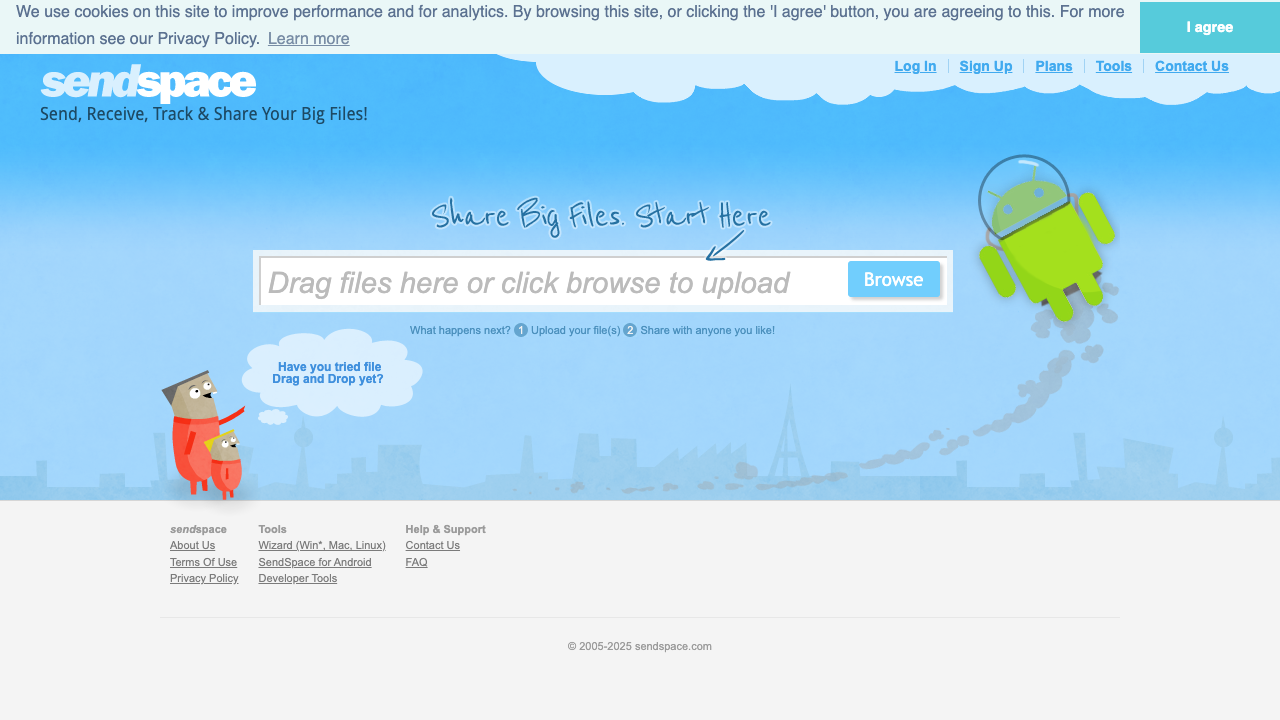 We use cookies on this site to improve performance and for analytics. By browsing this site, or clicking the 'I agree' button, you are agreeing to this. For more
information see our Privacy Policy. Learn more
I agree
sendspace
Send, Receive, Track & Share Your Big Files!
Log In
Sign Up
Plans
Tools
Contact Us
Share Big Files. Start Here
Drag files here or click browse to upload
Browse
What happens next? 1 Upload your file(s) 2 Share with anyone you like!
Have you tried file
Drag and Drop yet?
sendspace
About Us
Terms Of Use
Privacy Policy
Tools
Wizard (Win*, Mac, Linux)
SendSpace for Android
Developer Tools
Help & Support
Contact Us
FAQ
© 2005-2025 sendspace.com